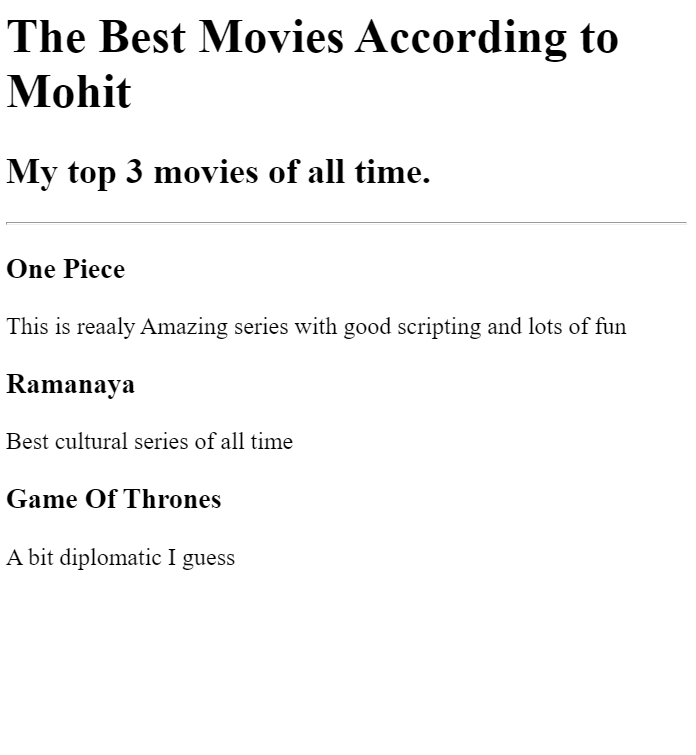 The Best Movies According to
Mohit
My top 3 movies of all time.
One Piece
This is reaaly Amazing series with good scripting and lots of fun
Ramanaya
Best cultural series of all time
Game Of Thrones
A bit diplomatic I guess